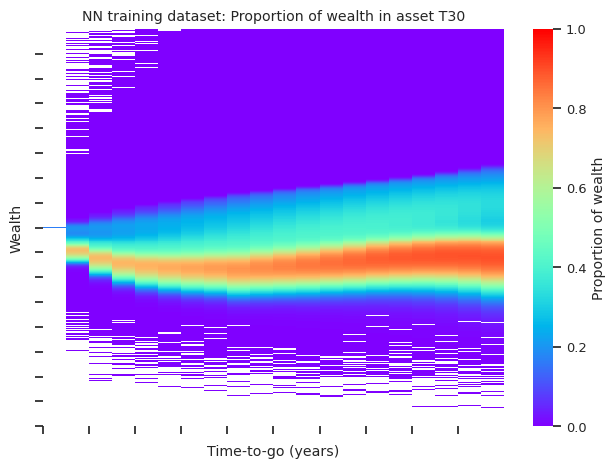 NN training dataset: Proportion of wealth in asset T30
Wealth
Time-to-go (years)
1.0
0.8
0.6
0.4
0.2
0.0
Proportion of wealth